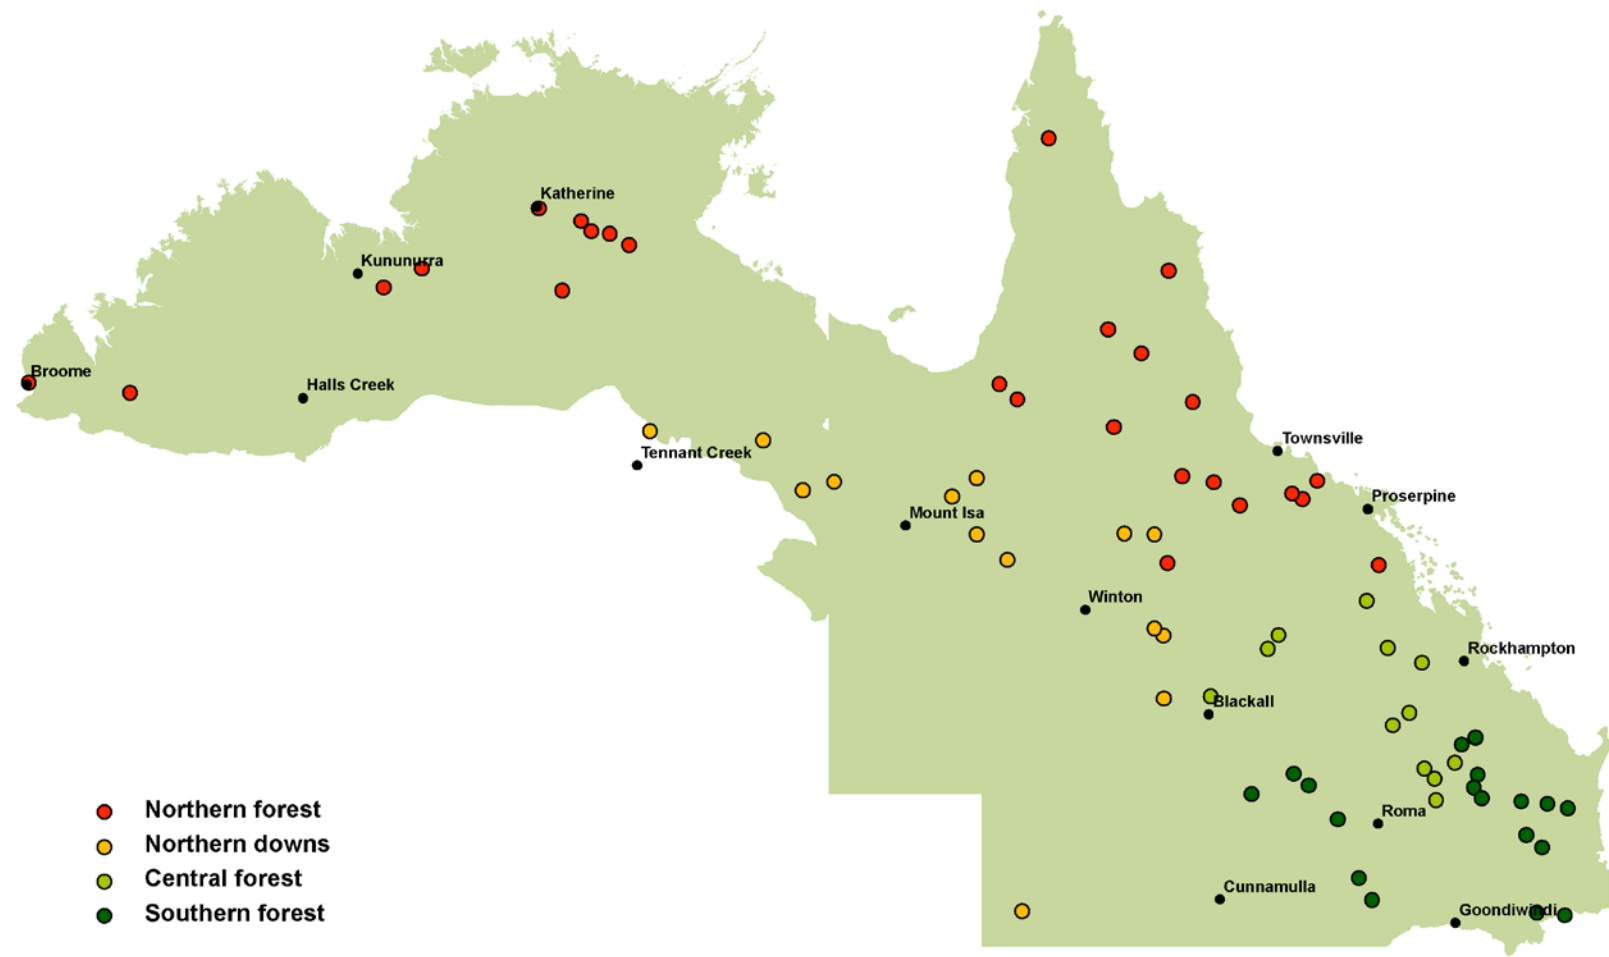 Katherine
Kununurra
Broome
Halls Creek
Townsville
Tennant Creek
Proserpine
Mount Isa
Winton
Rockhampton
Blackall
Northern forest
Roma
Northern downs
Central forest
Cunnamulla
Southern forest
Goondiwindi